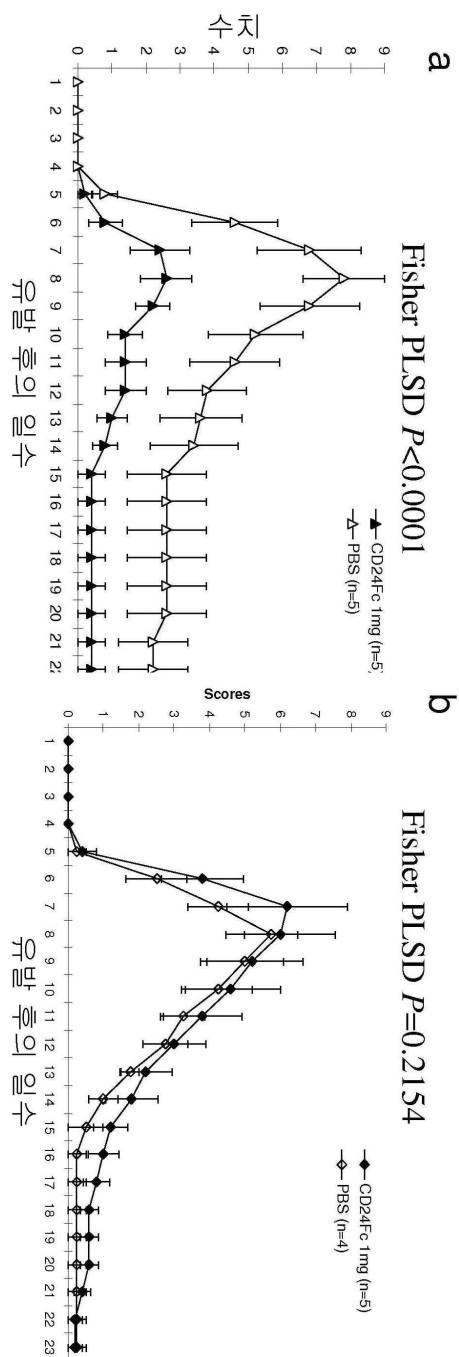 a
Fisher PLSD P<0.0001
CD24Fc 1mg (n=5)
PBS (n=5)
수치
0 1 2 3 4 5 6 7 8 9
1 2 3 4 5 6 7 8 9 10 11 12 13 14 15 16 17 18 19 20 21 22
유발 후의 일수
b
Fisher PLSD P=0.2154
CD24Fc 1mg (n=5)
PBS (n=4)
Scores
0 1 2 3 4 5 6 7 8 9
1 2 3 4 5 6 7 8 9 10 11 12 13 14 15 16 17 18 19 20 21 22 23
유발 후의 일수